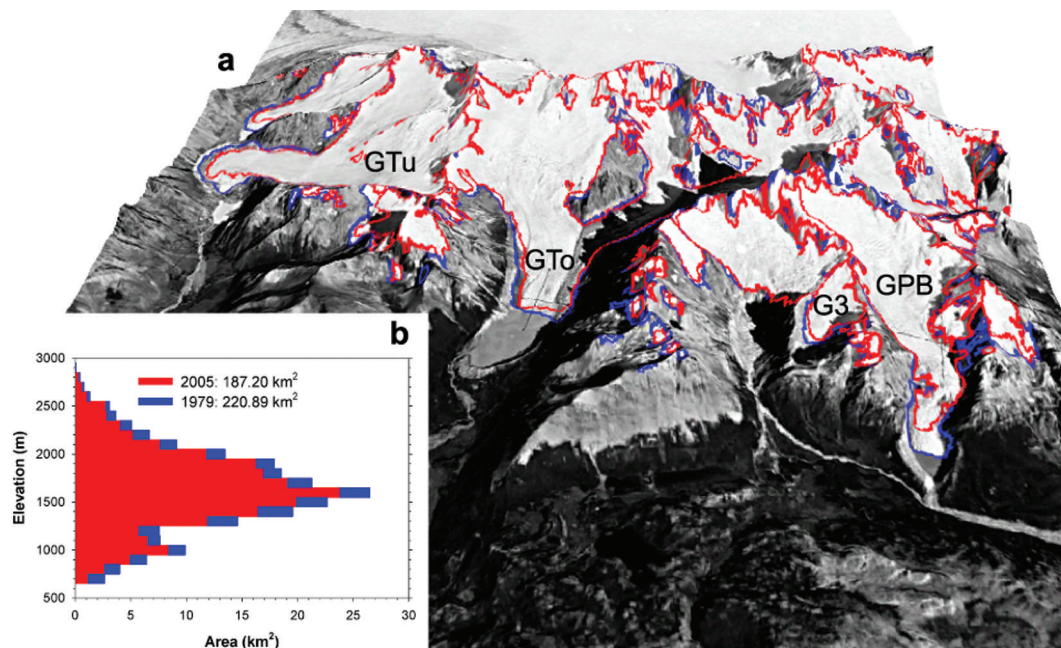 a
GTu
GTo
G3
GPB
b
2005: 187.20 km²
1979: 220.89 km²
Elevation (m)
3000
2500
2000
1500
1000
500
0 5 10 15 20 25 30
Area (km²)